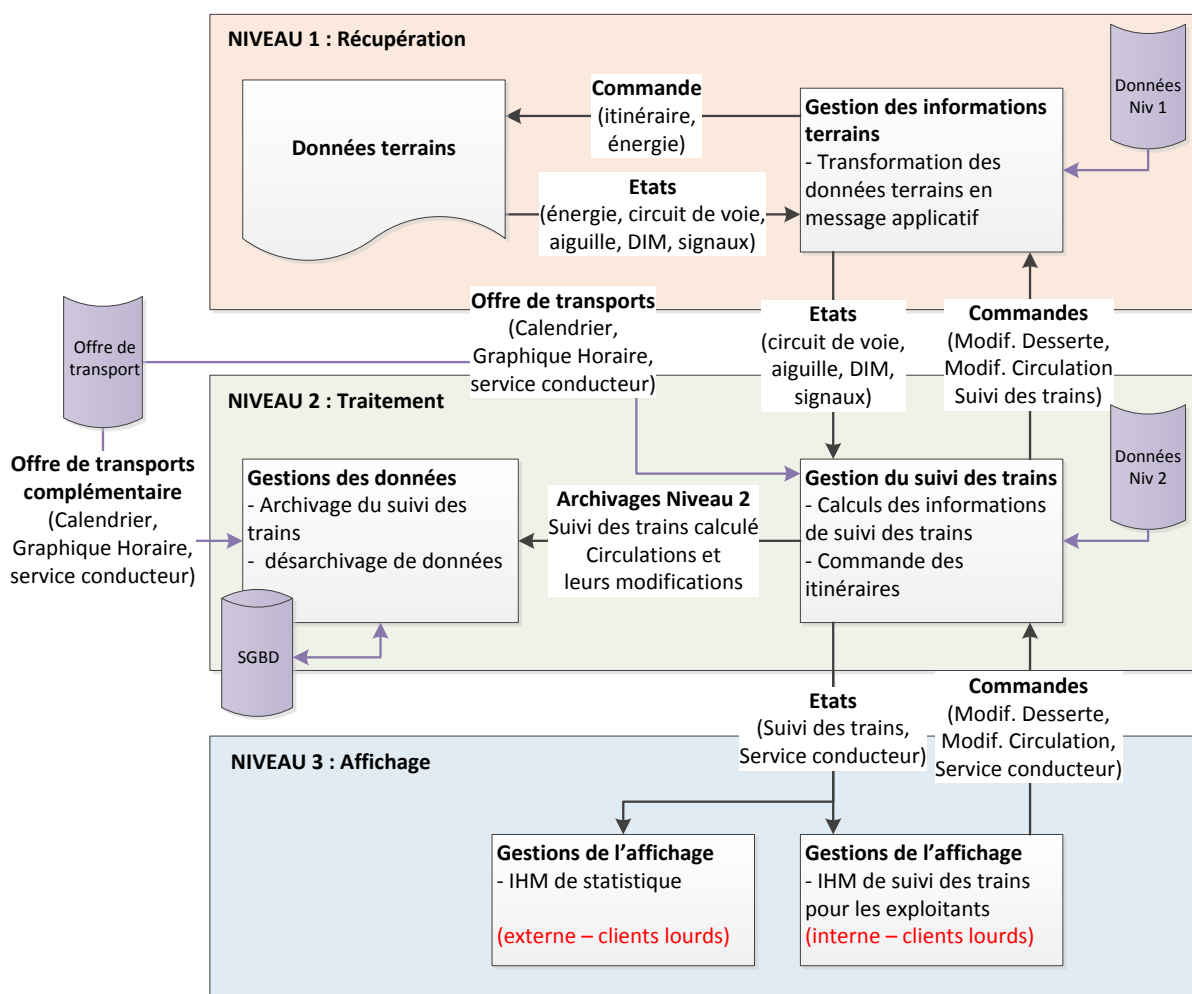 NIVEAU 1 : Récupération
Données
Niv 1
Données terrains
Commande
(itinéraire,
énergie)
Gestion des informations
terrains
- Transformation des
données terrains en
message applicatif
Etats
(énergie, circuit de voie,
aiguille, DIM, signaux)
Offre de
transport
Offre de transports
(Calendrier,
Graphique Horaire,
service conducteur)
Etats
(circuit de voie,
aiguille, DIM,
signaux)
Commandes
(Modif. Desserte,
Modif. Circulation
Suivi des trains)
NIVEAU 2 : Traitement
Offre de transports
complémentaire
(Calendrier,
Graphique Horaire,
service conducteur)
Gestions des données
- Archivage du suivi des
trains
- désarchivage de données
SGBD
Archivages Niveau 2
Suivi des trains calculé
Circulations et
leurs modifications
Gestion du suivi des trains
- Calculs des informations
de suivi des trains
- Commande des
itinéraires
Données
Niv 2
Etats
(Suivi des trains,
Service conducteur)
Commandes
(Modif. Desserte,
Modif. Circulation,
Service conducteur)
NIVEAU 3 : Affichage
Gestions de l’affichage
- IHM de statistique
(externe – clients lourds)
Gestions de l’affichage
- IHM de suivi des trains
pour les exploitants
(interne – clients lourds)